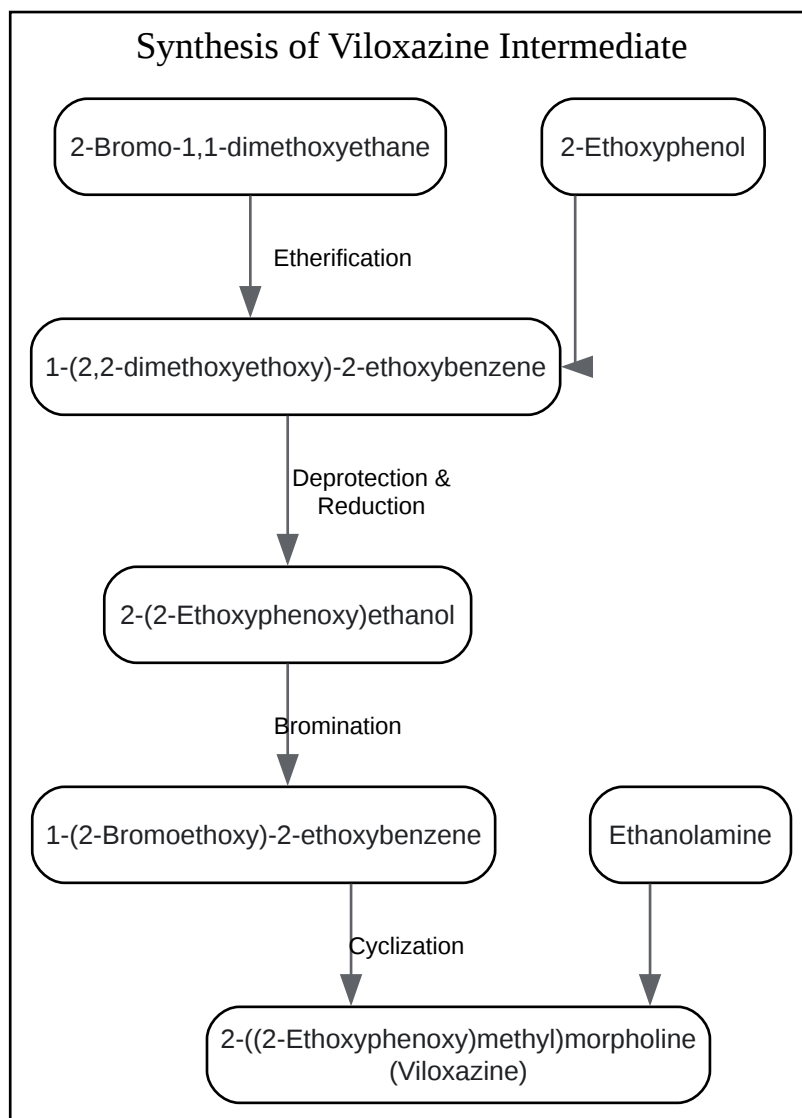 Synthesis of Viloxazine Intermediate
2-Bromo-1,1-dimethoxyethane
2-Ethoxyphenol
Etherification
1-(2,2-dimethoxyethoxy)-2-ethoxybenzene
Deprotection &
Reduction
2-(2-Ethoxyphenoxy)ethanol
Bromination
1-(2-Bromoethoxy)-2-ethoxybenzene
Ethanolamine
Cyclization
2-((2-Ethoxyphenoxy)methyl)morpholine
(Viloxazine)